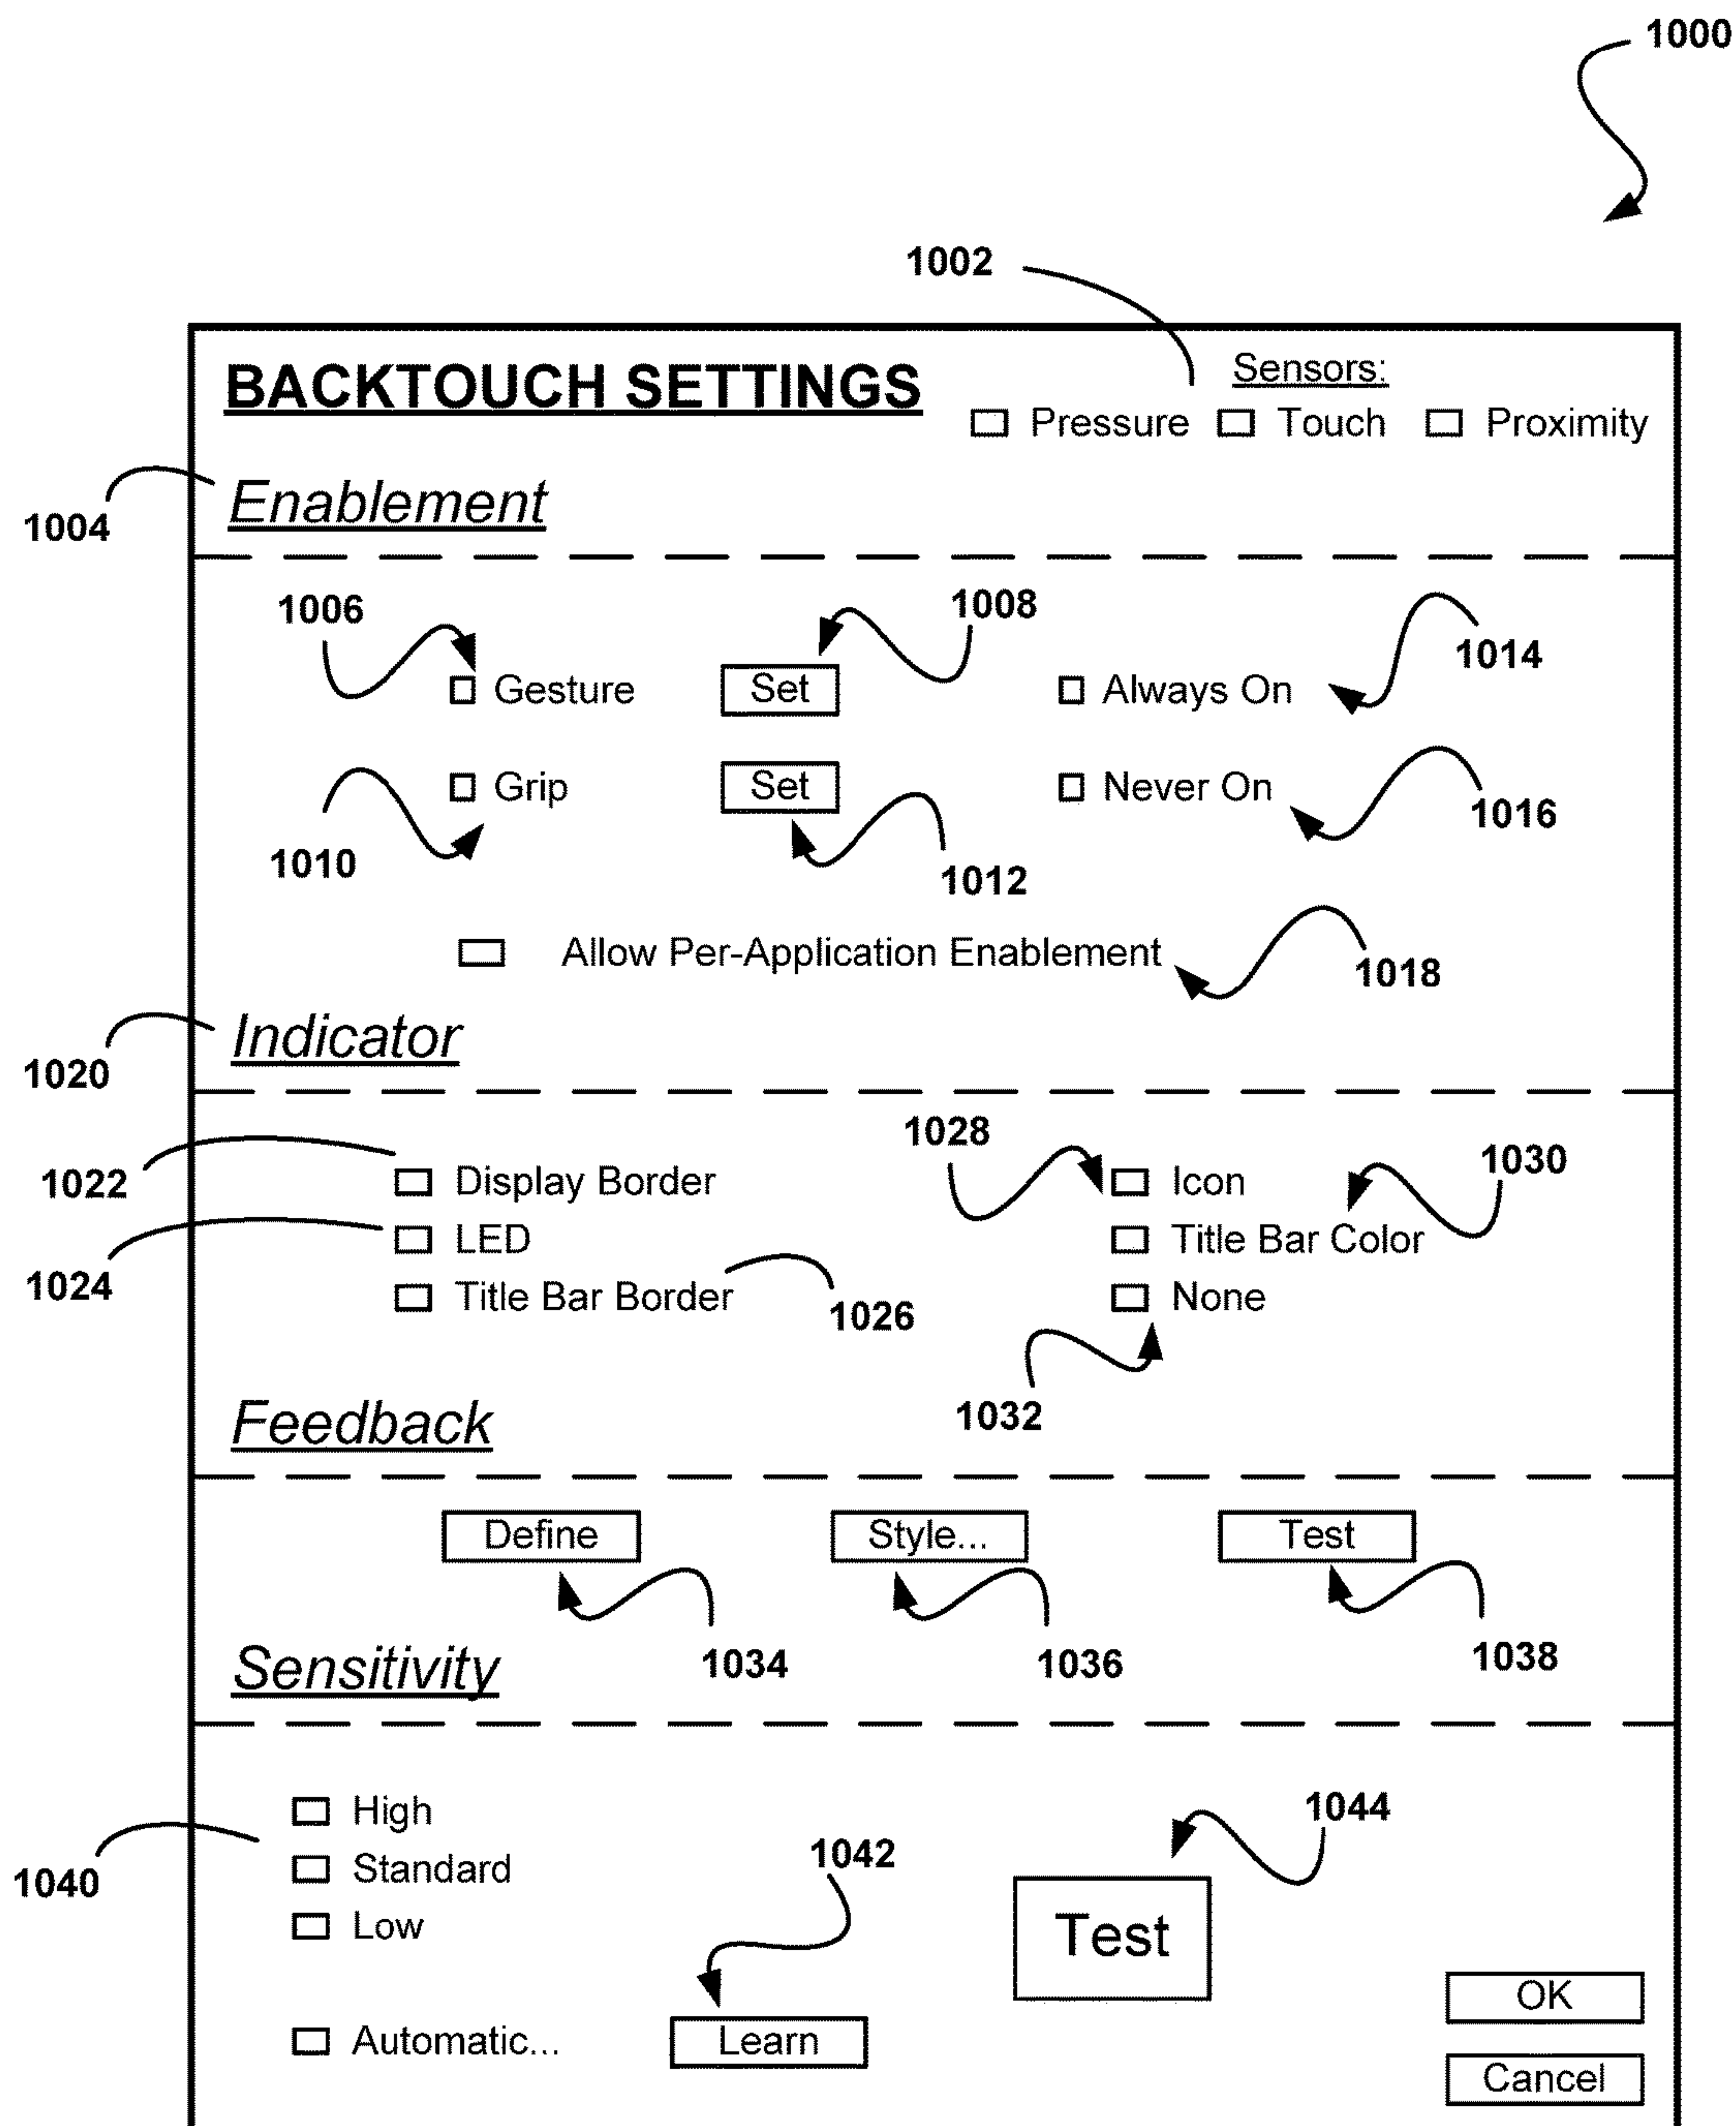 1000
1002
BACKTOUCH SETTINGS
Sensors:
Pressure Touch Proximity
1004
Enablement
1006 1008 1014
Gesture Set Always On
Grip Set Never On
1010 1012 1016
Allow Per-Application Enablement 1018
1020
Indicator
1022 1028 1030
Display Border Icon
1024 LED Title Bar Color
Title Bar Border 1026 None
1032
Feedback
Define Style... Test
1034 1036 1038
Sensitivity
1040
High
Standard
Low
1042 1044
Test
Automatic... Learn
OK
Cancel